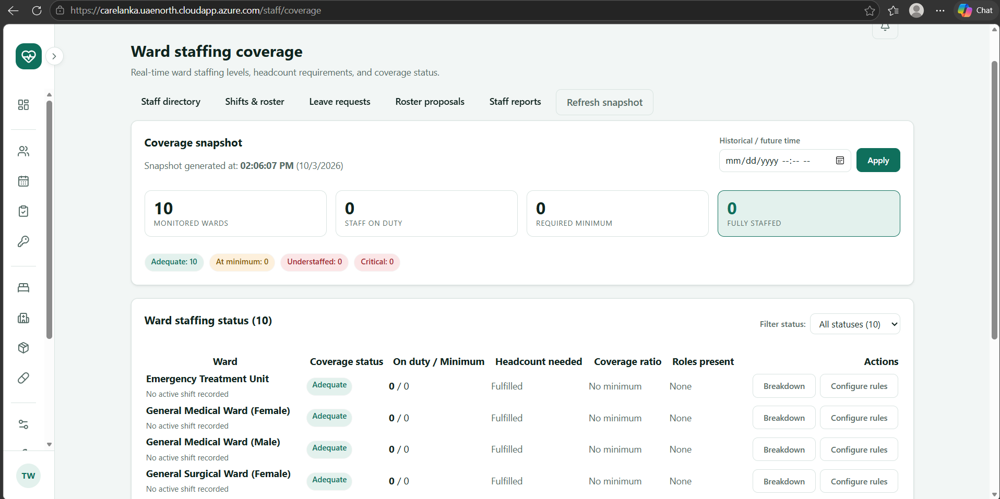 https://carelanka.uaenorth.cloudapp.azure.com/staff/coverage
Chat
Ward staffing coverage
Real-time ward staffing levels, headcount requirements, and coverage status.
Staff directory Shifts & roster Leave requests Roster proposals Staff reports Refresh snapshot
Coverage snapshot
Snapshot generated at: 02:06:07 PM (10/3/2026)
Historical / future time
mm/dd/yyyy --:-- -- Apply
10
MONITORED WARDS
0
STAFF ON DUTY
0
REQUIRED MINIMUM
0
FULLY STAFFED
Adequate: 10 At minimum: 0 Understaffed: 0 Critical: 0
Ward staffing status (10)
Filter status: All statuses (10)
Ward Coverage status On duty / Minimum Headcount needed Coverage ratio Roles present Actions
Emergency Treatment Unit
No active shift recorded
Adequate 0 / 0 Fulfilled No minimum None Breakdown Configure rules
General Medical Ward (Female)
No active shift recorded
Adequate 0 / 0 Fulfilled No minimum None Breakdown Configure rules
General Medical Ward (Male)
No active shift recorded
Adequate 0 / 0 Fulfilled No minimum None Breakdown Configure rules
General Surgical Ward (Female)
No active shift recorded
Adequate 0 / 0 Fulfilled No minimum None Breakdown Configure rules
TW